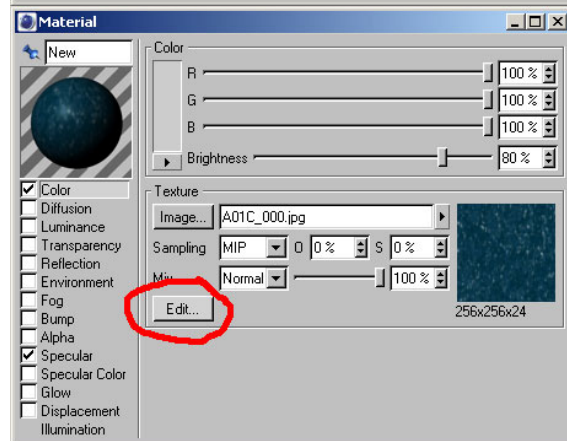 Material
New
Color
R 100 %
G 100 %
B 100 %
Brightness 80 %
Color
Diffusion
Luminance
Transparency
Reflection
Environment
Fog
Bump
Alpha
Specular
Specular Color
Glow
Displacement
Illumination
Texture
Image... A01C_000.jpg
Sampling MIP O 0 % S 0 %
Mix Normal 100 %
Edit...
256x256x24